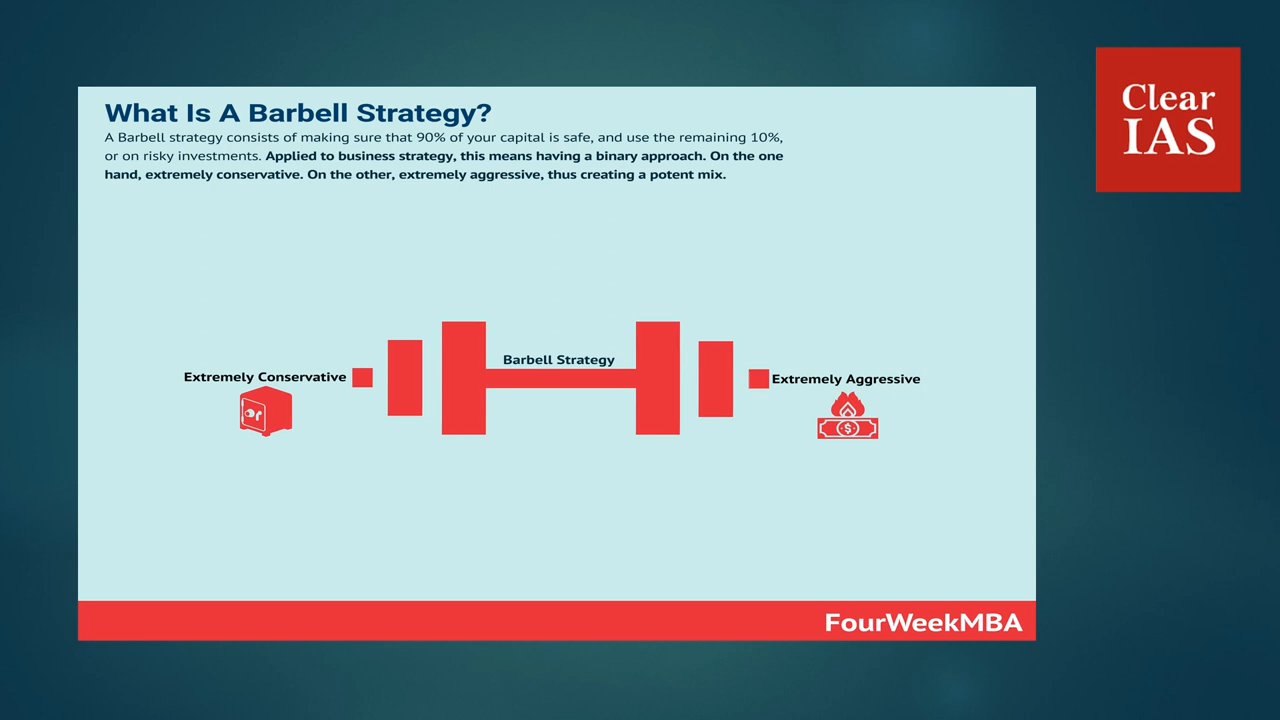 What Is A Barbell Strategy?
A Barbell strategy consists of making sure that 90% of your capital is safe, and use the remaining 10%,
or on risky investments. Applied to business strategy, this means having a binary approach. On the one
hand, extremely conservative. On the other, extremely aggressive, thus creating a potent mix.
Clear
IAS
Barbell Strategy
Extremely Conservative
Extremely Aggressive
$
FourWeekMBA